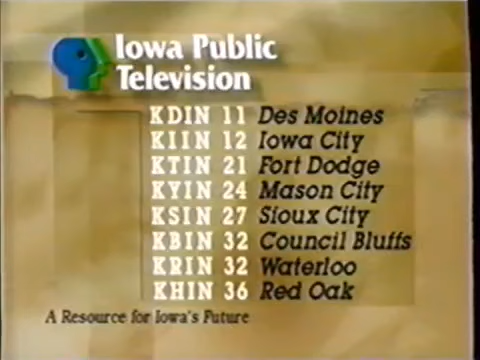 Iowa Public
Television
KDIN 11 Des Moines
KIIN 12 Iowa City
KTIN 21 Fort Dodge
KYIN 24 Mason City
KSIN 27 Sioux City
KBIN 32 Council Bluffs
KRIN 32 Waterloo
KHIN 36 Red Oak
A Resource for Iowa's Future